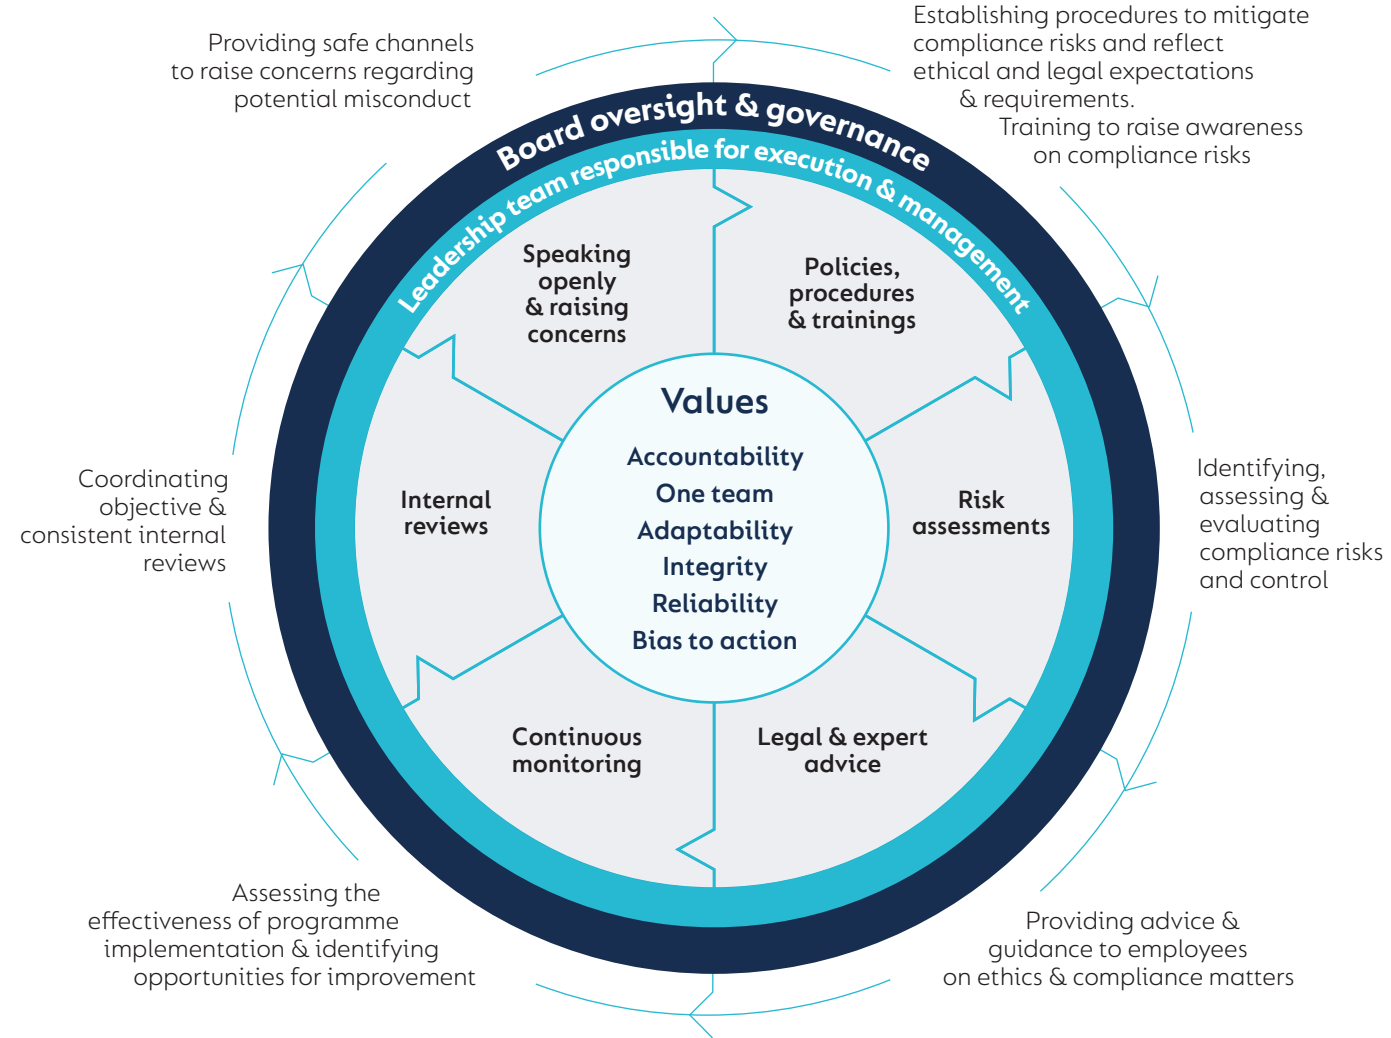 Providing safe channels
to raise concerns regarding
potential misconduct
Establishing procedures to mitigate
compliance risks and reflect
ethical and legal expectations
& requirements.
Training to raise awareness
on compliance risks
Board oversight & governance
Leadership team responsible for execution & management
Speaking
openly
& raising
concerns
Policies,
procedures
& trainings
Values
Accountability
One team
Adaptability
Integrity
Reliability
Bias to action
Internal
reviews
Risk
assessments
Coordinating
objective &
consistent internal
reviews
Identifying,
assessing &
evaluating
compliance risks
and control
Continuous
monitoring
Legal & expert
advice
Assessing the
effectiveness of programme
implementation & identifying
opportunities for improvement
Providing advice &
guidance to employees
on ethics & compliance matters